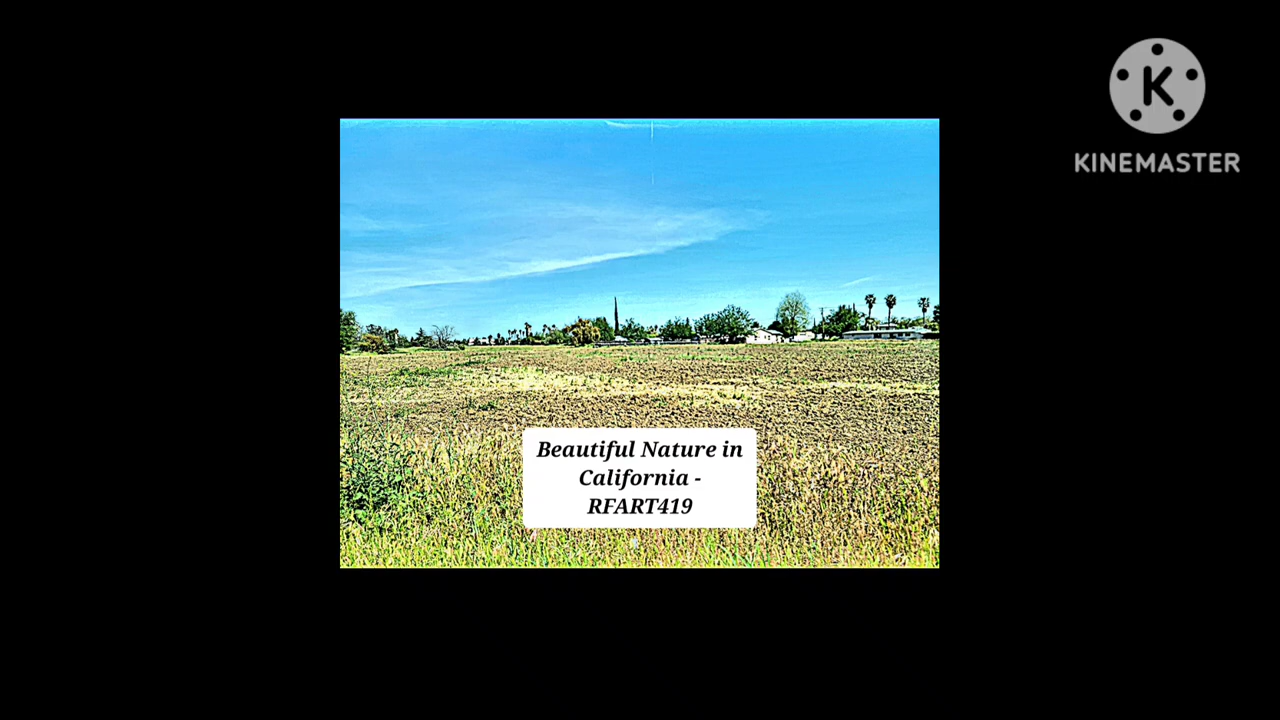 K
KINEMASTER
Beautiful Nature in
California -
RFART419